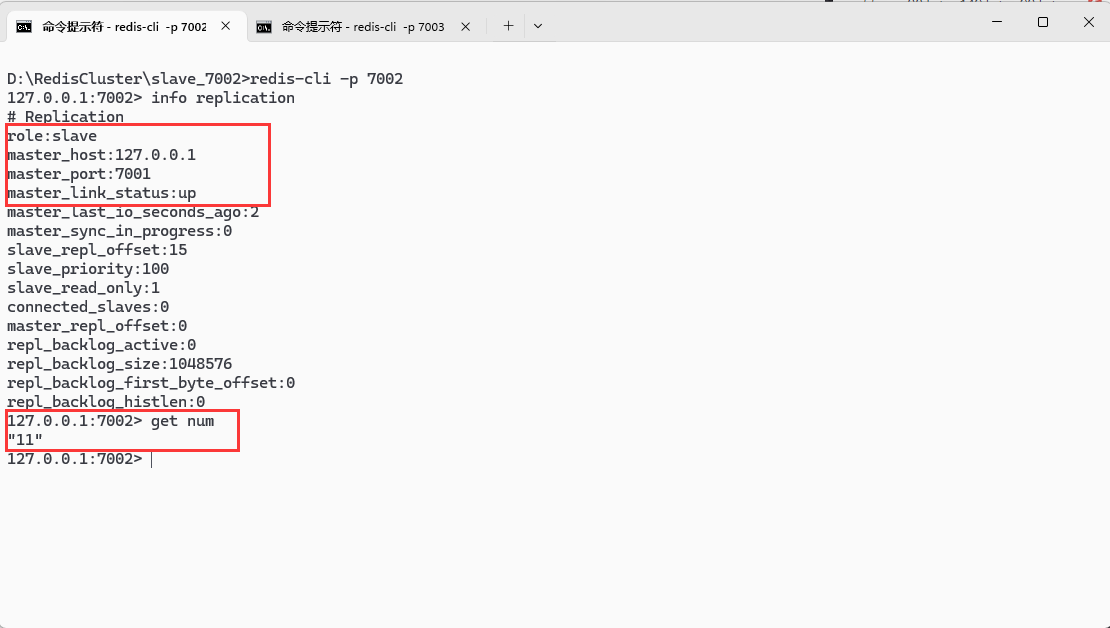 命令提示符 - redis-cli -p 7002
命令提示符 - redis-cli -p 7003
D:\RedisCluster\slave_7002>redis-cli -p 7002
127.0.0.1:7002> info replication
# Replication
role:slave
master_host:127.0.0.1
master_port:7001
master_link_status:up
master_last_io_seconds_ago:2
master_sync_in_progress:0
slave_repl_offset:15
slave_priority:100
slave_read_only:1
connected_slaves:0
master_repl_offset:0
repl_backlog_active:0
repl_backlog_size:1048576
repl_backlog_first_byte_offset:0
repl_backlog_histlen:0
127.0.0.1:7002> get num
"11"
127.0.0.1:7002>